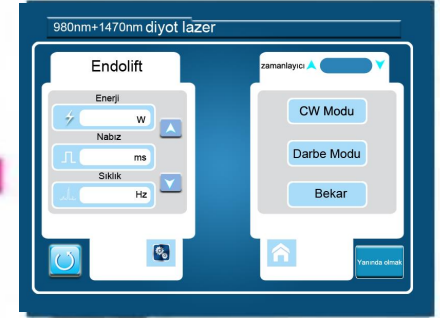 980nm+1470nm diyot lazer
Endolift
Enerji
W
Nabız
ms
Sıklık
Hz
zamanlayıcı
CW Modu
Darbe Modu
Bekar
Yanında olmak